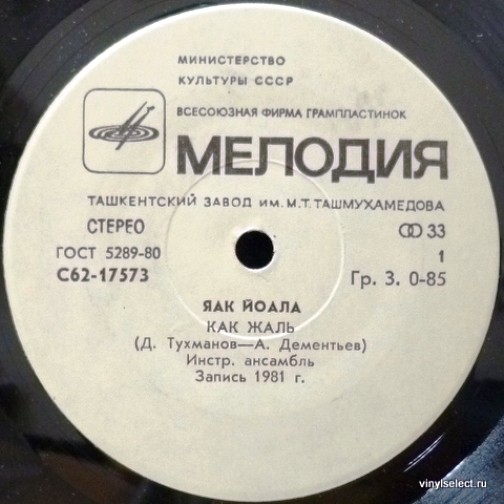 МИНИСТЕРСТВО
КУЛЬТУРЫ СССР
ВСЕСОЮЗНАЯ ФИРМА ГРАМПЛАСТИНОК
МЕЛОДИЯ
ТАШКЕНТСКИЙ ЗАВОД ИМ. М.Т. ТАШМУХАМЕДОВА
СТЕРЕО 33
ГОСТ 5289-80 1
С62-17573 Гр. 3. 0-85
ЯАК ЙОАЛА
КАК ЖАЛЬ
(Д. Тухманов—А. Дементьев)
Инстр. ансамбль
Запись 1981 г.
vinylselect.ru